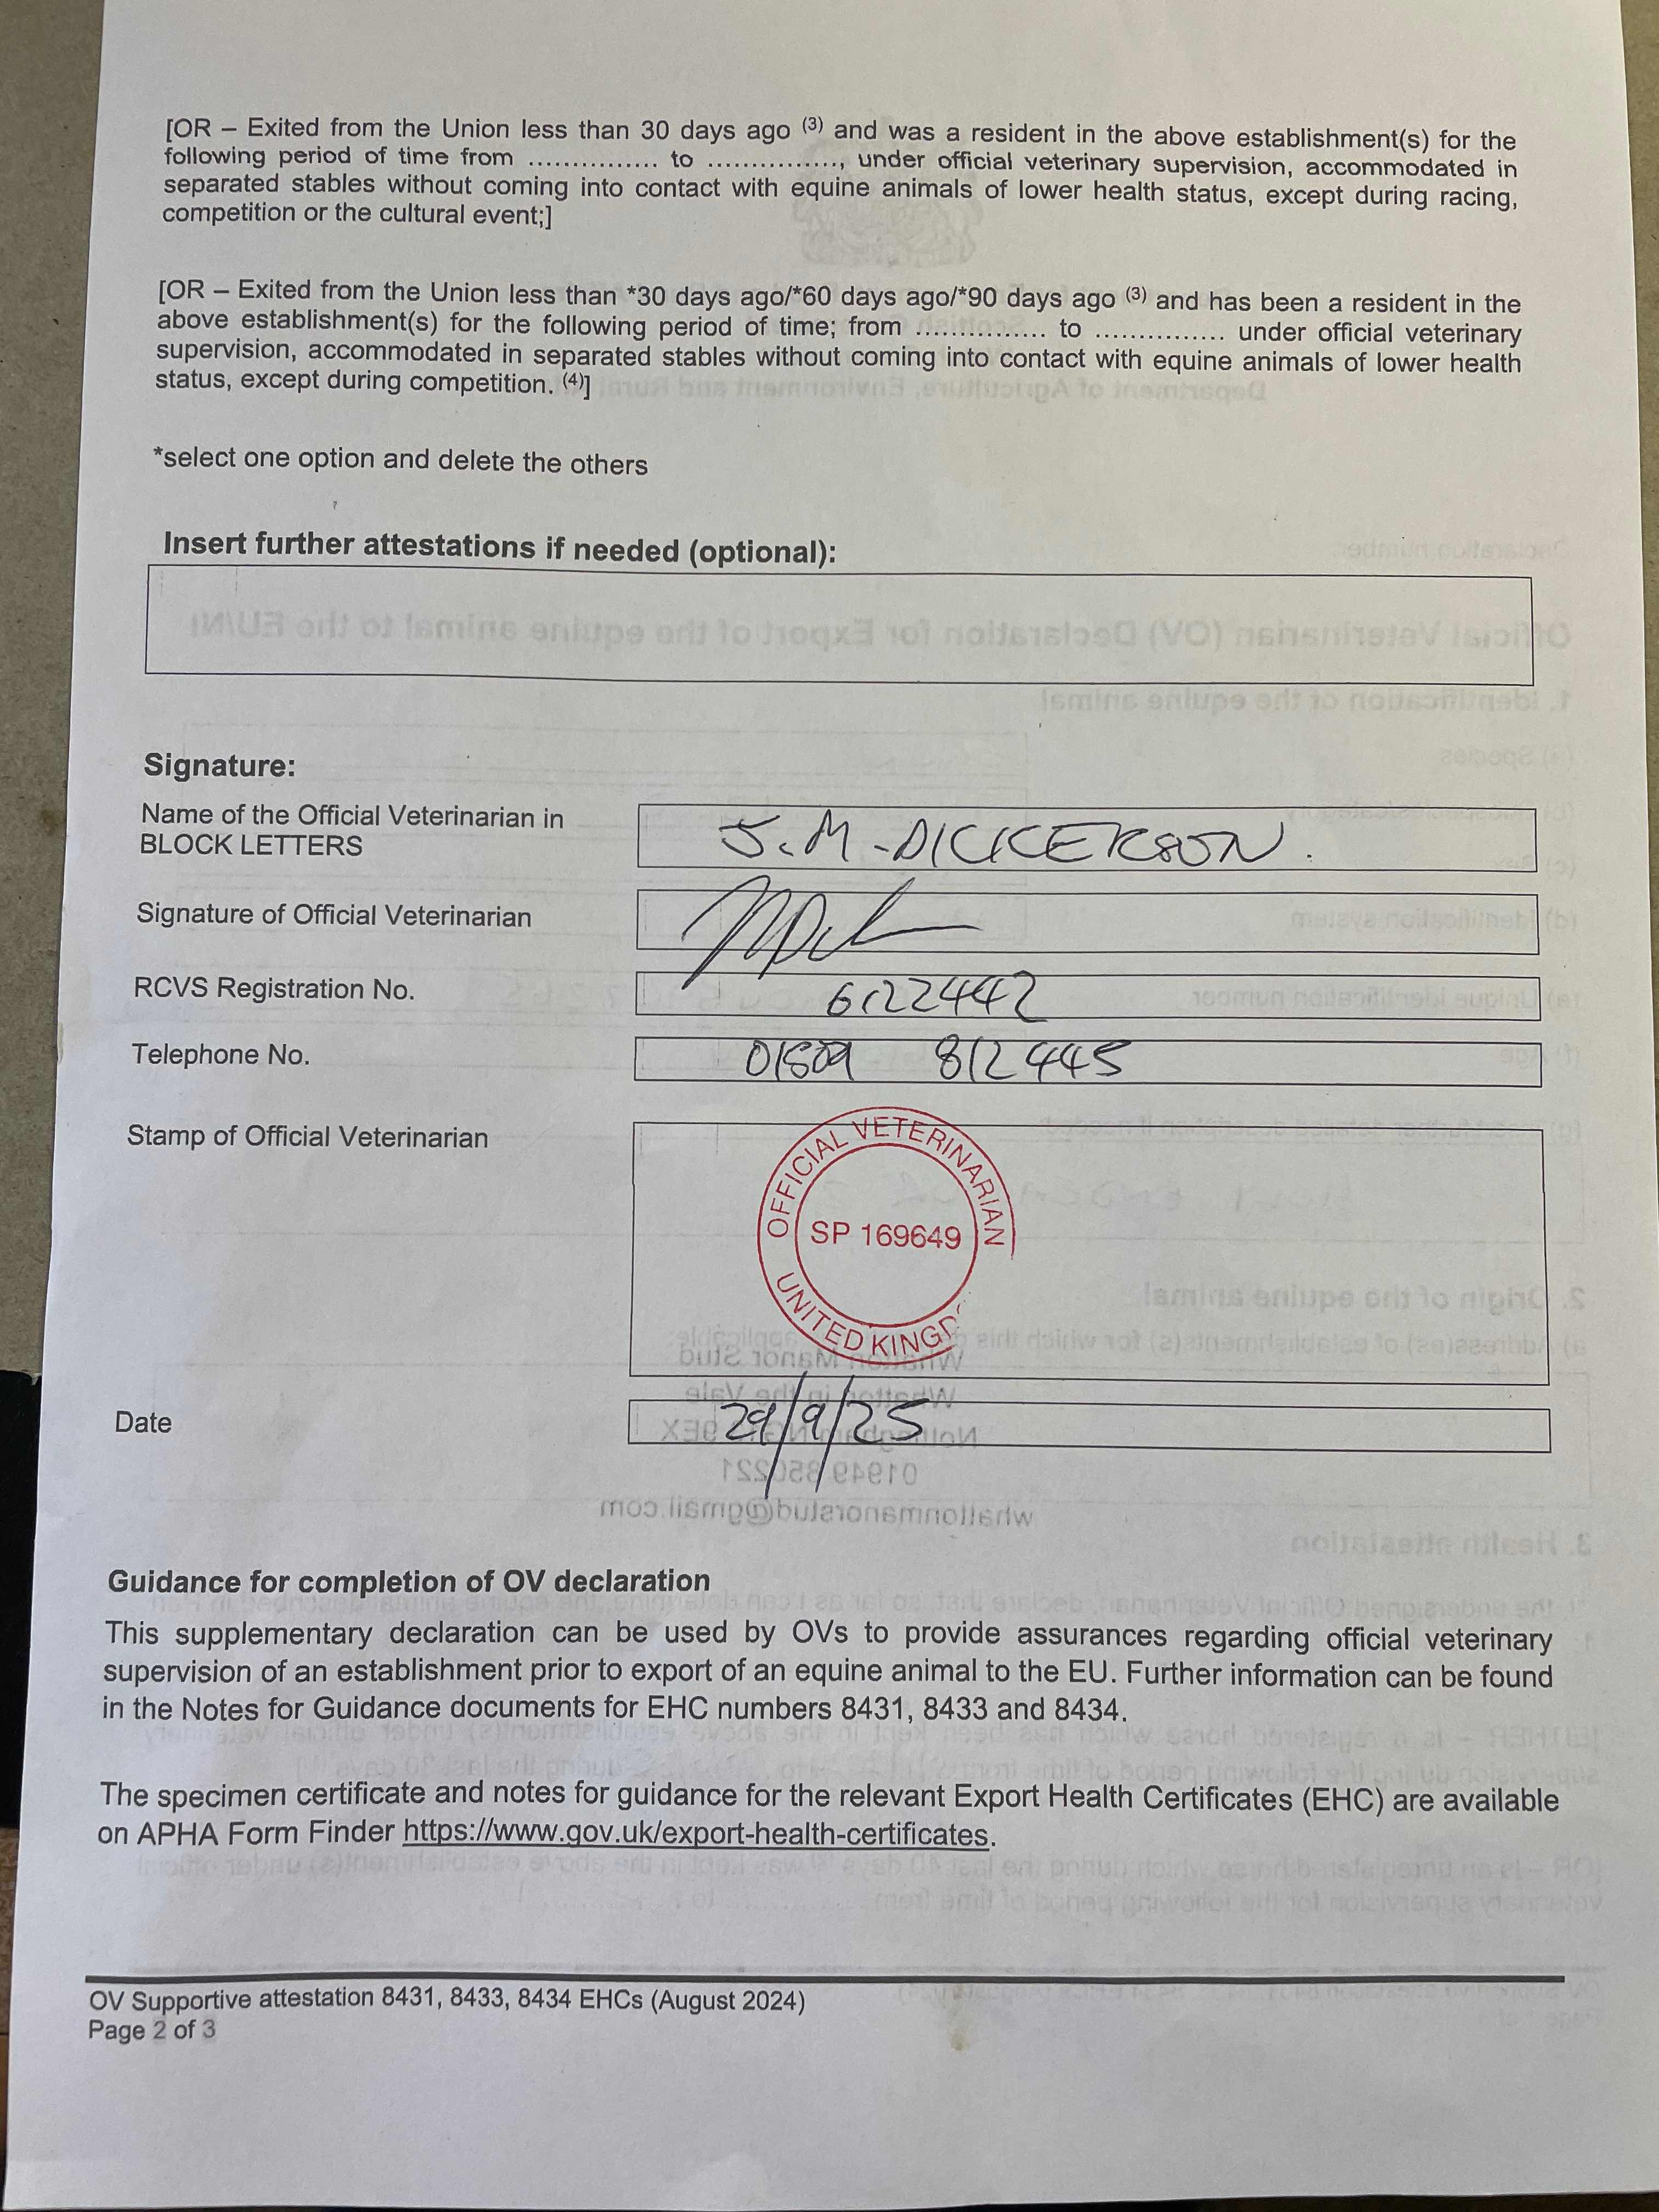 [OR – Exited from the Union less than 30 days ago (3) and was a resident in the above establishment(s) for the
following period of time from ............... to ..............., under official veterinary supervision, accommodated in
separated stables without coming into contact with equine animals of lower health status, except during racing,
competition or the cultural event;]
[OR – Exited from the Union less than *30 days ago/*60 days ago/*90 days ago (3) and has been a resident in the
above establishment(s) for the following period of time; from ............... to ............... under official veterinary
supervision, accommodated in separated stables without coming into contact with equine animals of lower health
status, except during competition. (4)]
*select one option and delete the others
Insert further attestations if needed (optional):
Signature:
Name of the Official Veterinarian in
BLOCK LETTERS
J.M-DICKERSON.
Signature of Official Veterinarian
RCVS Registration No.
6122442
Telephone No.
01509 812445
Stamp of Official Veterinarian
OFFICIAL VETERINARIAN
SP 169649
UNITED KINGD
Date
29/9/25
Guidance for completion of OV declaration
This supplementary declaration can be used by OVs to provide assurances regarding official veterinary
supervision of an establishment prior to export of an equine animal to the EU. Further information can be found
in the Notes for Guidance documents for EHC numbers 8431, 8433 and 8434.
The specimen certificate and notes for guidance for the relevant Export Health Certificates (EHC) are available
on APHA Form Finder https://www.gov.uk/export-health-certificates.
OV Supportive attestation 8431, 8433, 8434 EHCs (August 2024)
Page 2 of 3